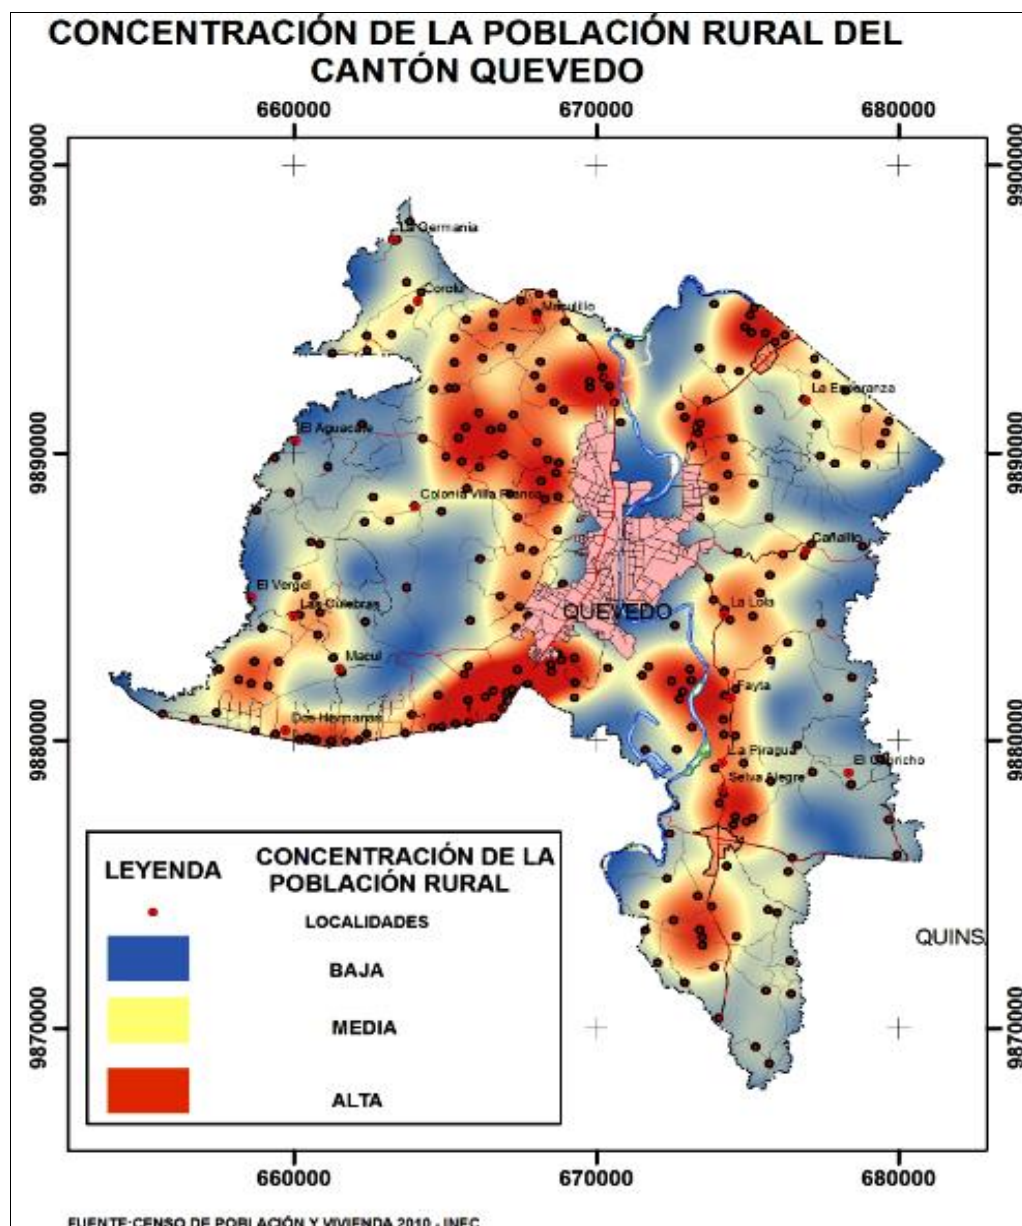 CONCENTRACIÓN DE LA POBLACIÓN RURAL DEL
CANTÓN QUEVEDO
660000 670000 680000
9900000 9900000
La Germania
Corolu
Maculillo
La Esperanza
9890000 9890000
El Aguacate
Colonia Villa Blanca
Cañalito
El Vergel
Las Culebras
QUEVEDO
La Lola
Macul
Fayta
Dos Hermanas
9880000 9880000
La Piragua
El Capricho
Selva Alegre
LEYENDA
CONCENTRACIÓN DE LA
POBLACIÓN RURAL
LOCALIDADES
BAJA
MEDIA
ALTA
QUINS
9870000 9870000
660000 670000 680000
FUENTE:CENSO DE POBLACIÓN Y VIVIENDA 2010 - INEC